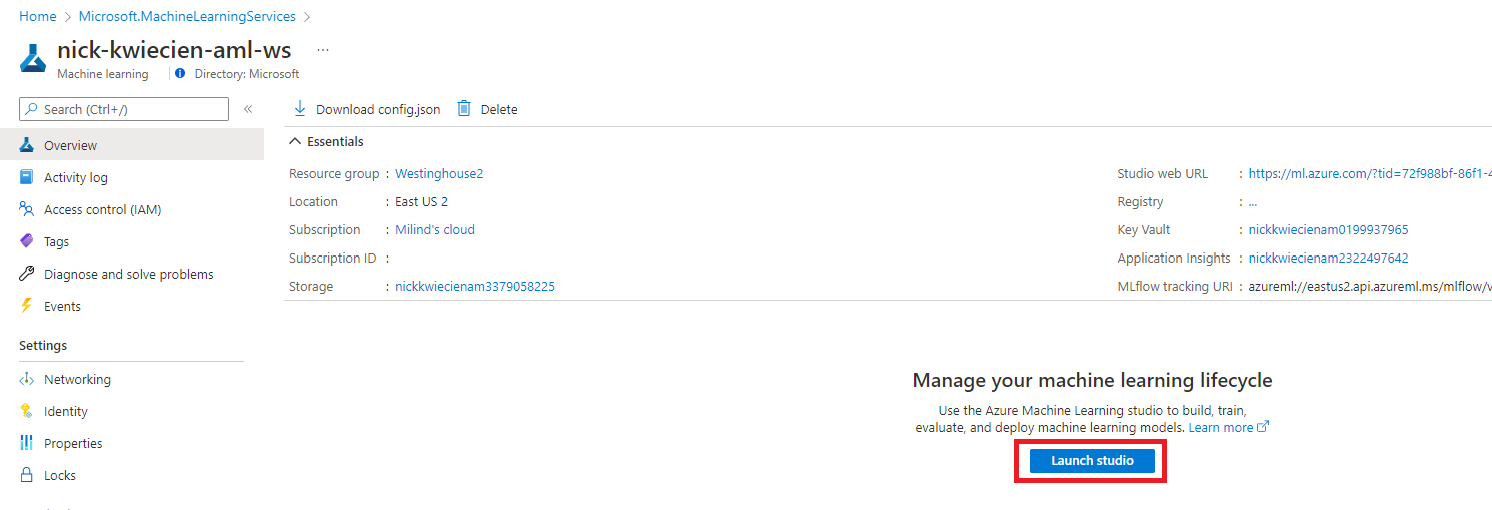 Home > Microsoft.MachineLearningServices >
nick-kwiecien-aml-ws ...
Machine learning | Directory: Microsoft
Search (Ctrl+/) «
Download config.json Delete
Overview
Activity log
Access control (IAM)
Tags
Diagnose and solve problems
Events
Settings
Networking
Identity
Properties
Locks
Essentials
Resource group : Westinghouse2
Location : East US 2
Subscription : Milind's cloud
Subscription ID :
Storage : nickkwiecienam3379058225
Studio web URL : https://ml.azure.com/?tid=72f988bf-86f1-4
Registry : ...
Key Vault : nickkwiecienam0199937965
Application Insights : nickkwiecienam2322497642
MLflow tracking URI : azureml://eastus2.api.azureml.ms/mlflow/v
Manage your machine learning lifecycle
Use the Azure Machine Learning studio to build, train,
evaluate, and deploy machine learning models. Learn more
Launch studio